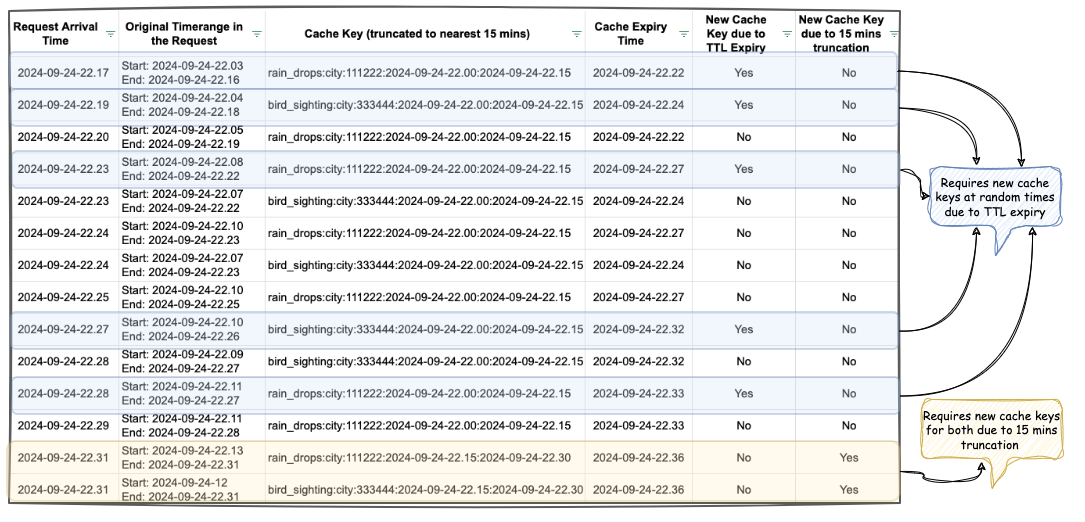 Request Arrival Time
Original Timerange in the Request
Cache Key (truncated to nearest 15 mins)
Cache Expiry Time
New Cache Key due to TTL Expiry
New Cache Key due to 15 mins truncation
2024-09-24-22.17 Start: 2024-09-24-22.03 End: 2024-09-24-22.16 rain_drops:city:111222:2024-09-24-22.00:2024-09-24-22.15 2024-09-24-22.22 Yes No
2024-09-24-22.19 Start: 2024-09-24-22.04 End: 2024-09-24-22.18 bird_sighting:city:333444:2024-09-24-22.00:2024-09-24-22.15 2024-09-24-22.24 Yes No
2024-09-24-22.20 Start: 2024-09-24-22.05 End: 2024-09-24-22.19 rain_drops:city:111222:2024-09-24-22.00:2024-09-24-22.15 2024-09-24-22.22 No No
2024-09-24-22.23 Start: 2024-09-24-22.08 End: 2024-09-24-22.22 rain_drops:city:111222:2024-09-24-22.00:2024-09-24-22.15 2024-09-24-22.27 Yes No
2024-09-24-22.23 Start: 2024-09-24-22.07 End: 2024-09-24-22.22 bird_sighting:city:333444:2024-09-24-22.00:2024-09-24-22.15 2024-09-24-22.24 No No
2024-09-24-22.24 Start: 2024-09-24-22.10 End: 2024-09-24-22.23 rain_drops:city:111222:2024-09-24-22.00:2024-09-24-22.15 2024-09-24-22.27 No No
2024-09-24-22.24 Start: 2024-09-24-22.07 End: 2024-09-24-22.23 bird_sighting:city:333444:2024-09-24-22.00:2024-09-24-22.15 2024-09-24-22.24 No No
2024-09-24-22.25 Start: 2024-09-24-22.10 End: 2024-09-24-22.25 rain_drops:city:111222:2024-09-24-22.00:2024-09-24-22.15 2024-09-24-22.27 No No
2024-09-24-22.27 Start: 2024-09-24-22.10 End: 2024-09-24-22.26 bird_sighting:city:333444:2024-09-24-22.00:2024-09-24-22.15 2024-09-24-22.32 Yes No
2024-09-24-22.28 Start: 2024-09-24-22.09 End: 2024-09-24-22.27 bird_sighting:city:333444:2024-09-24-22.00:2024-09-24-22.15 2024-09-24-22.32 No No
2024-09-24-22.28 Start: 2024-09-24-22.11 End: 2024-09-24-22.27 rain_drops:city:111222:2024-09-24-22.00:2024-09-24-22.15 2024-09-24-22.33 Yes No
2024-09-24-22.29 Start: 2024-09-24-22.11 End: 2024-09-24-22.28 rain_drops:city:111222:2024-09-24-22.00:2024-09-24-22.15 2024-09-24-22.33 No No
2024-09-24-22.31 Start: 2024-09-24-22.13 End: 2024-09-24-22.31 rain_drops:city:111222:2024-09-24-22.15:2024-09-24-22.30 2024-09-24-22.36 No Yes
2024-09-24-22.31 Start: 2024-09-24-12 End: 2024-09-24-22.31 bird_sighting:city:333444:2024-09-24-22.15:2024-09-24-22.30 2024-09-24-22.36 No Yes
Requires new cache
keys at random times
due to TTL expiry
Requires new cache keys
for both due to 15 mins
truncation